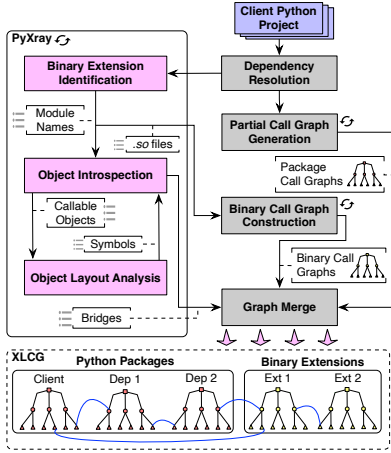 Client Python
Project
PyXray
Binary Extension
Identification
Dependency
Resolution
Module
Names
.so files
Partial Call Graph
Generation
Package
Call Graphs
Object Introspection
Callable
Objects
Binary Call Graph
Construction
Symbols
Binary Call
Graphs
Object Layout Analysis
Bridges
Graph Merge
XLCG
Python Packages
Binary Extensions
Client
Dep 1
Dep 2
Ext 1
Ext 2